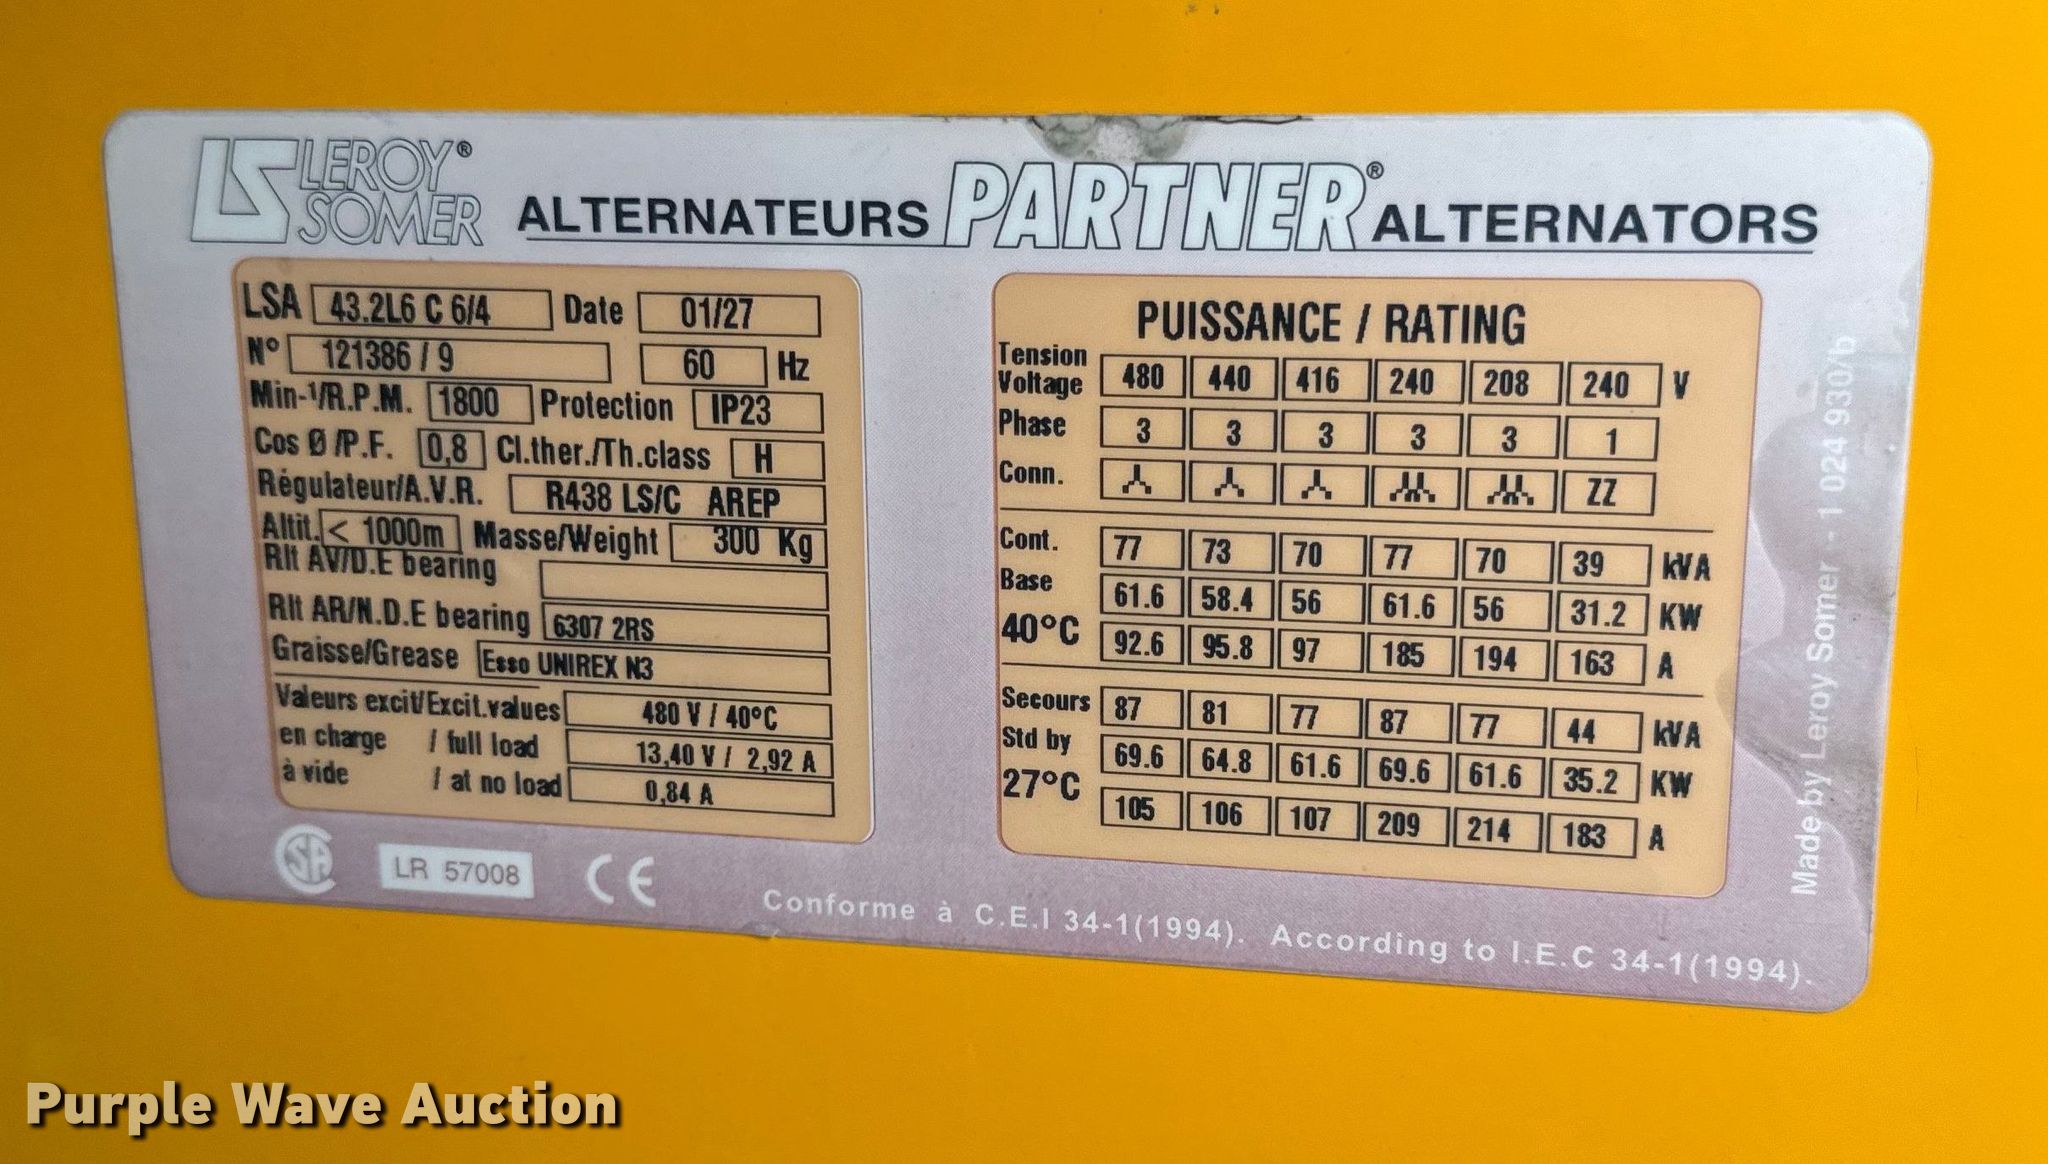 LS LEROY® SOMER
ALTERNATEURS PARTNER® ALTERNATORS
LSA 43.2L6 C 6/4 Date 01/27
N° 121386 / 9 60 Hz
Min-¹/R.P.M. 1800 Protection IP23
Cos Ø /P.F. 0,8 Cl.ther./Th.class H
Régulateur/A.V.R. R438 LS/C AREP
Altit. < 1000m Masse/Weight 300 Kg
Rlt AV/D.E bearing
Rlt AR/N.D.E bearing 6307 2RS
Graisse/Grease Esso UNIREX N3
Valeurs excit/Excit.values 480 V / 40°C
en charge / full load 13,40 V / 2,92 A
à vide / at no load 0,84 A
PUISSANCE / RATING
Tension
Voltage 480 440 416 240 208 240 V
Phase 3 3 3 3 3 1
Conn. ZZ
Cont. 77 73 70 77 70 39 kVA
Base 61.6 58.4 56 61.6 56 31.2 KW
40°C 92.6 95.8 97 185 194 163 A
Secours 87 81 77 87 77 44 kVA
Std by 69.6 64.8 61.6 69.6 61.6 35.2 KW
27°C 105 106 107 209 214 183 A
SA LR 57008 CE
Conforme à C.E.I 34-1(1994). According to I.E.C 34-1(1994).
Made by Leroy Somer - 1 024 930/b
Purple Wave Auction